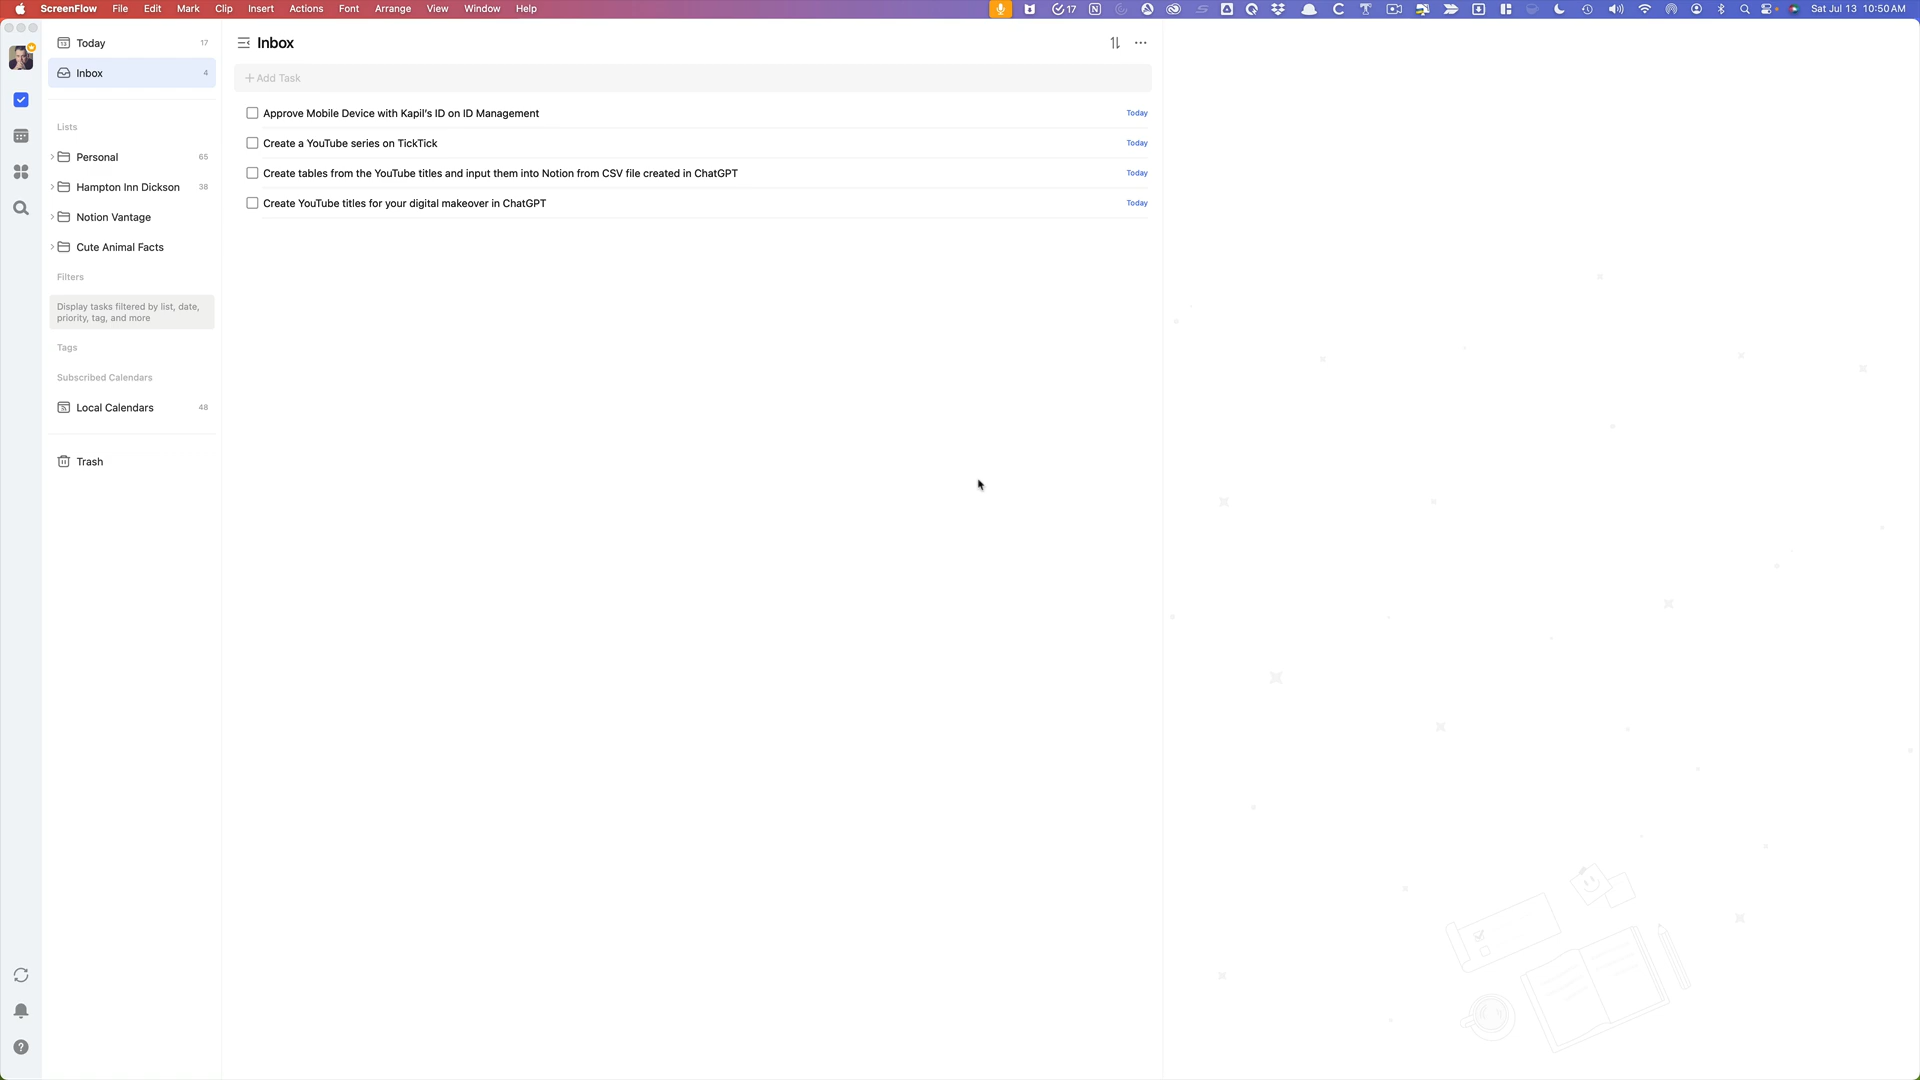 ScreenFlow File Edit Mark Clip Insert Actions Font Arrange View Window Help 17 Sat Jul 13 10:50 AM
Today 17
Inbox 4
Lists
Personal 65
Hampton Inn Dickson 38
Notion Vantage
Cute Animal Facts
Filters
Display tasks filtered by list, date,
priority, tag, and more
Tags
Subscribed Calendars
Local Calendars 48
Trash
Inbox
+ Add Task
Approve Mobile Device with Kapil's ID on ID Management Today
Create a YouTube series on TickTick Today
Create tables from the YouTube titles and input them into Notion from CSV file created in ChatGPT Today
Create YouTube titles for your digital makeover in ChatGPT Today